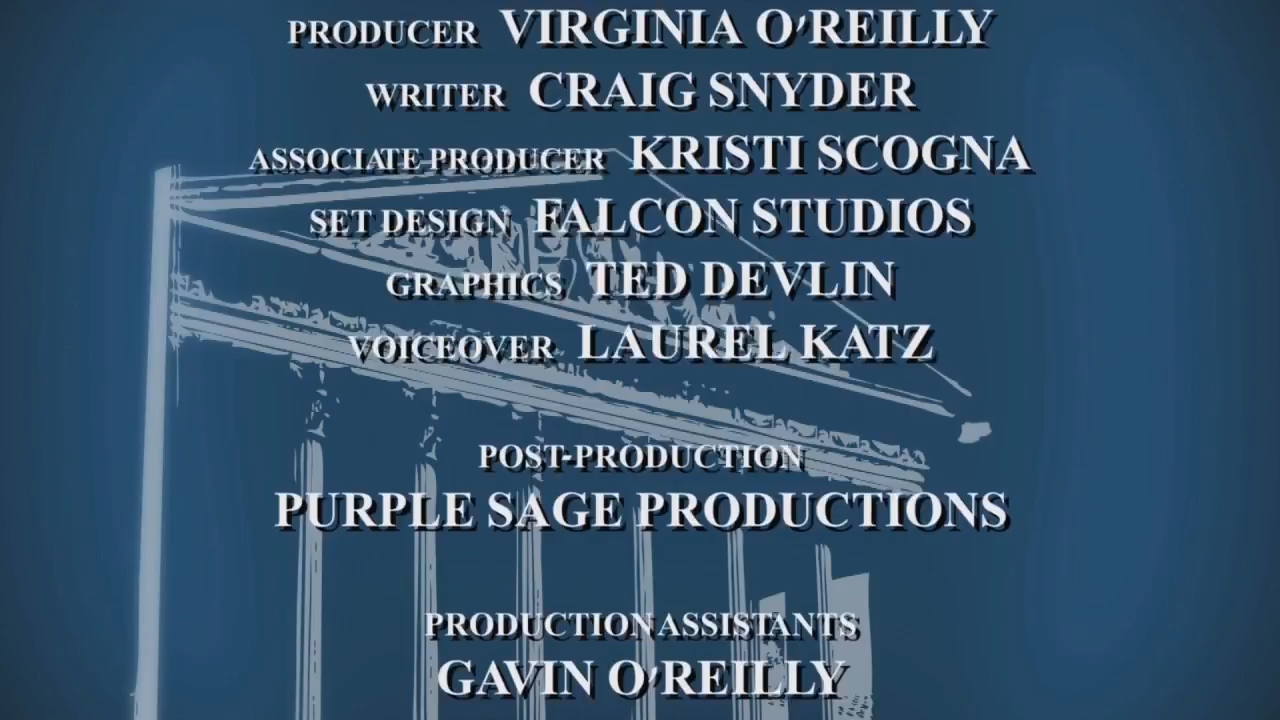 PRODUCER VIRGINIA O'REILLY
WRITER CRAIG SNYDER
ASSOCIATE PRODUCER KRISTI SCOGNA
SET DESIGN FALCON STUDIOS
GRAPHICS TED DEVLIN
VOICEOVER LAUREL KATZ
POST-PRODUCTION
PURPLE SAGE PRODUCTIONS
PRODUCTION ASSISTANTS
GAVIN O'REILLY